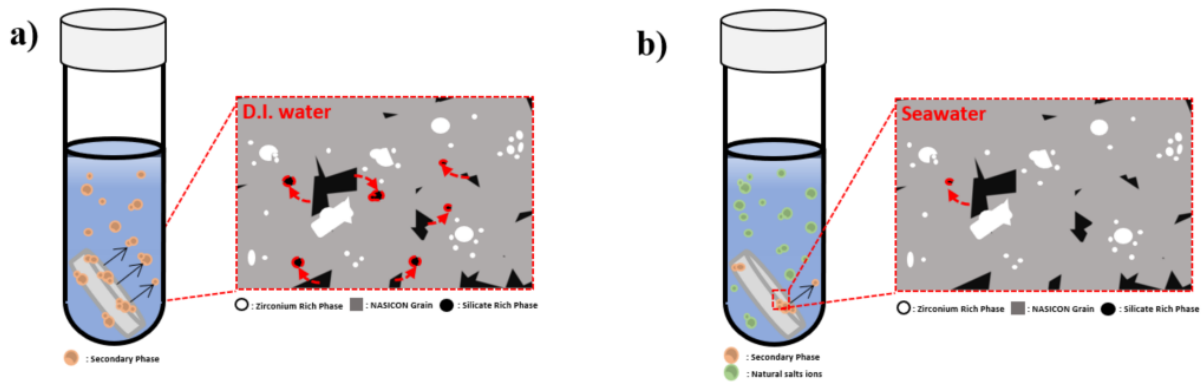 a)
D.I. water
: Zirconium Rich Phase : NASICON Grain : Silicate Rich Phase
: Secondary Phase
b)
Seawater
: Zirconium Rich Phase : NASICON Grain : Silicate Rich Phase
: Secondary Phase
: Natural salts ions